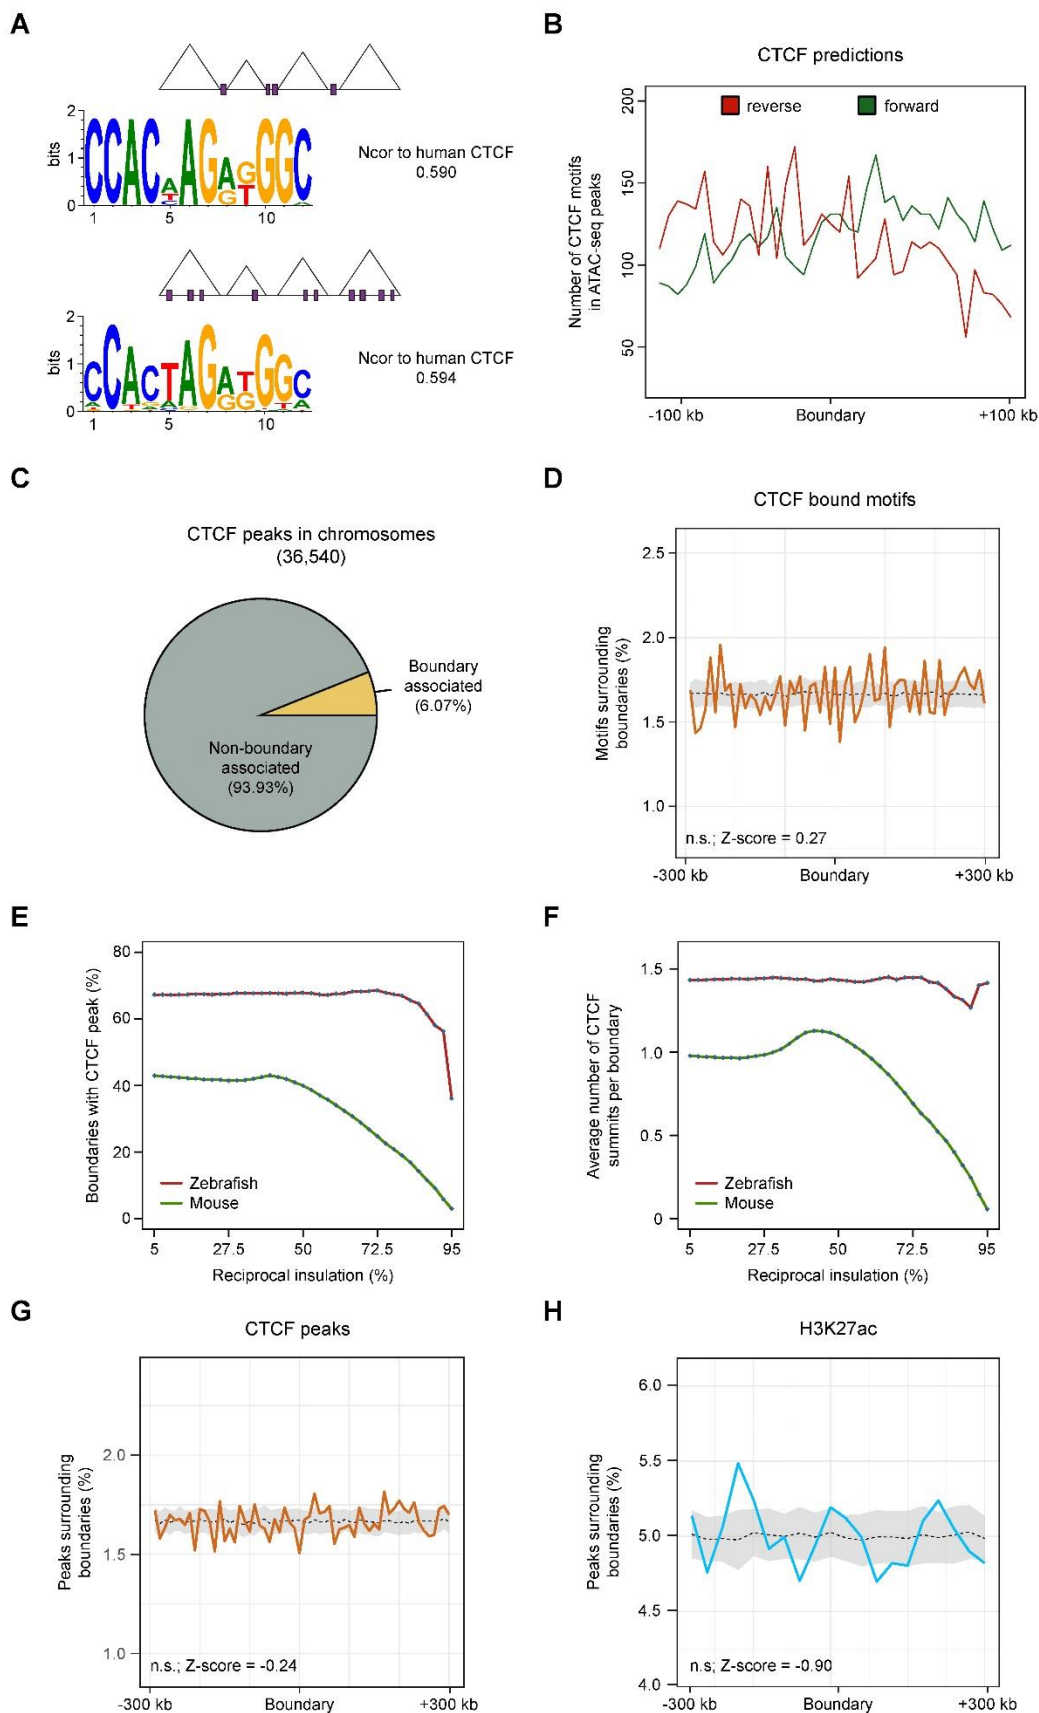 A
2
bits
1
0
CCACAAGAGGGC
1 5 10
Ncor to human CTCF
0.590
2
bits
1
0
CCACTAGATGGC
1 5 10
Ncor to human CTCF
0.594
B
CTCF predictions
reverse forward
Number of CTCF motifs
in ATAC-seq peaks
200
150
100
50
-100 kb Boundary +100 kb
C
CTCF peaks in chromosomes
(36,540)
Boundary
associated
(6.07%)
Non-boundary
associated
(93.93%)
D
CTCF bound motifs
Motifs surrounding
boundaries (%)
2.5
2.0
1.5
1.0
n.s.; Z-score = 0.27
-300 kb Boundary +300 kb
E
Boundaries with CTCF peak (%)
80
60
40
20
0
Zebrafish
Mouse
5 27.5 50 72.5 95
Reciprocal insulation (%)
F
Average number of CTCF
summits per boundary
1.5
1.0
0.5
0
Zebrafish
Mouse
5 27.5 50 72.5 95
Reciprocal insulation (%)
G
CTCF peaks
Peaks surrounding
boundaries (%)
2.0
1.5
1.0
n.s.; Z-score = -0.24
-300 kb Boundary +300 kb
H
H3K27ac
Peaks surrounding
boundaries (%)
6.0
5.5
5.0
4.5
4.0
n.s; Z-score = -0.90
-300 kb Boundary +300 kb